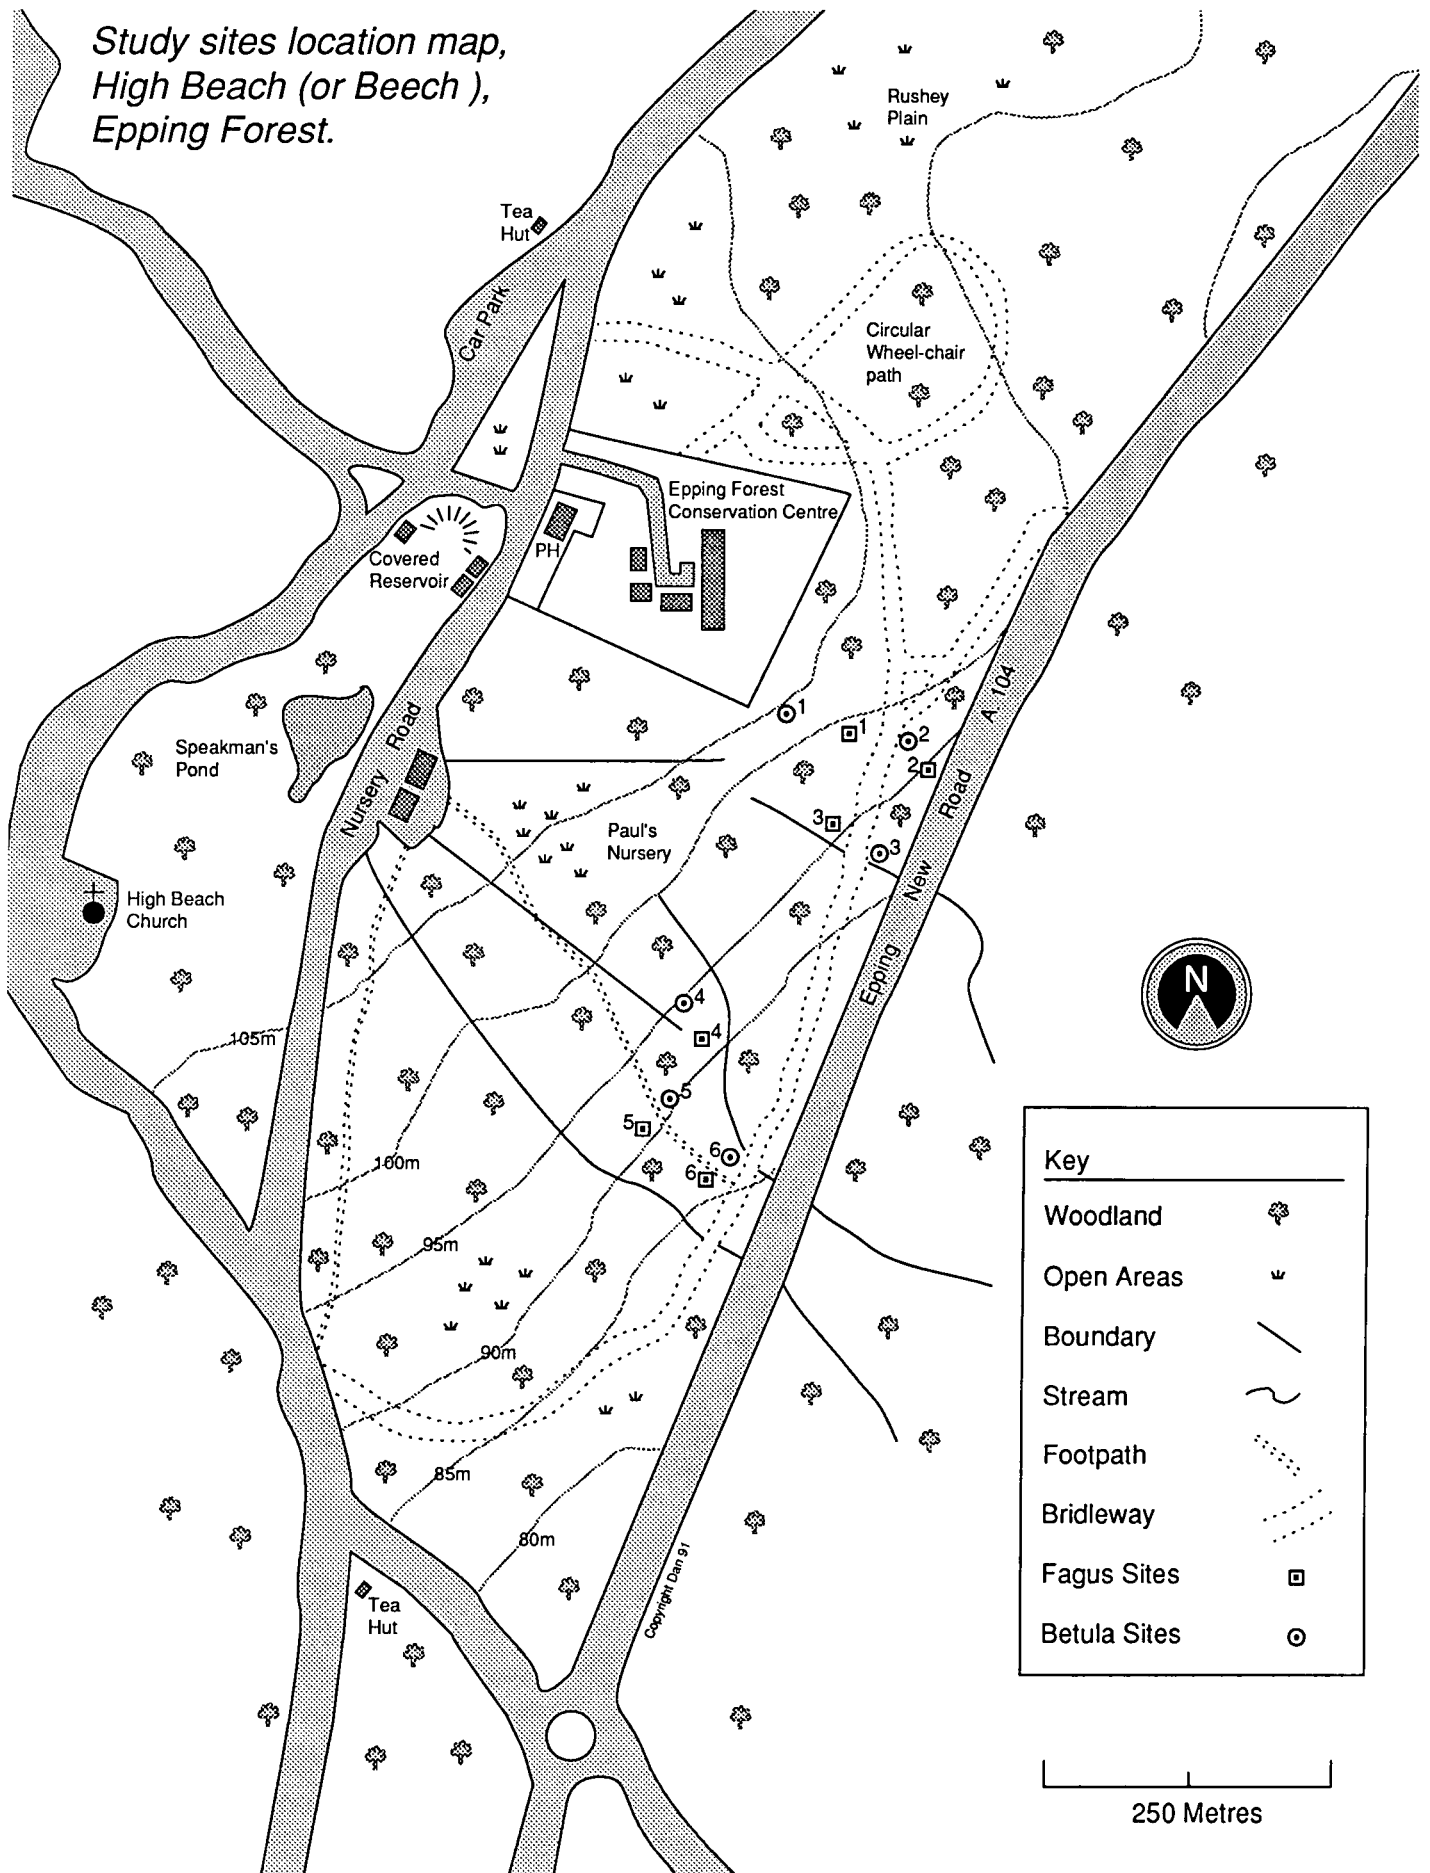 Study sites location map,
High Beach (or Beech ),
Epping Forest.
Rushey
Plain
Tea
Hut
Car Park
Circular
Wheel-chair
path
Epping Forest
Conservation Centre
PH
Covered
Reservoir
Speakman's
Pond
Nursery Road
A. 104
1
1
2
2
3
3
Paul's
Nursery
Epping New Road
High Beach
Church
N
4
4
105m
5
5
6
6
100m
95m
90m
85m
80m
Copyright Dan 91
Tea
Hut
Key
Woodland
Open Areas
Boundary
Stream
Footpath
Bridleway
Fagus Sites
Betula Sites
250 Metres